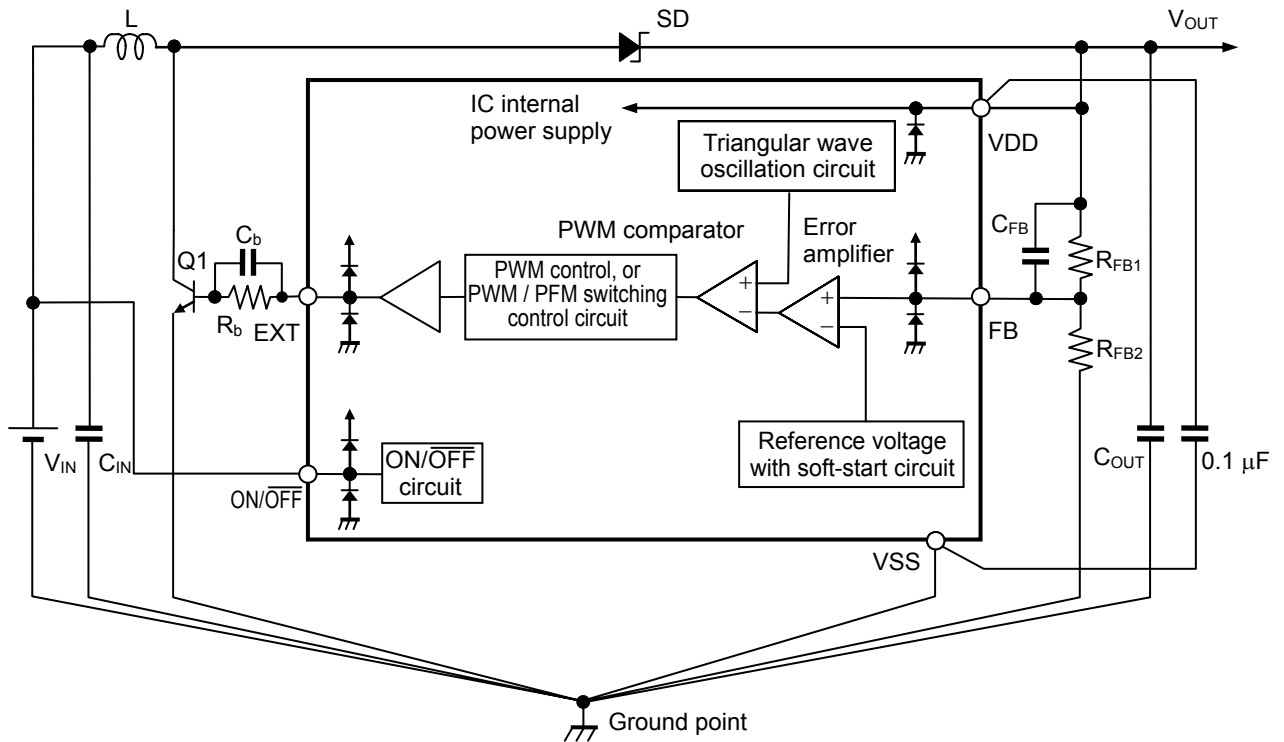 L
SD
VOUT
IC internal
power supply
VDD
Triangular wave
oscillation circuit
CFB
RFB1
PWM comparator
Error
amplifier
Cb
Q1
Rb
EXT
PWM control, or
PWM / PFM switching
control circuit
+
−
+
−
FB
RFB2
VIN
CIN
ON/OFF
ON/OFF
circuit
Reference voltage
with soft-start circuit
COUT
0.1 μF
VSS
Ground point